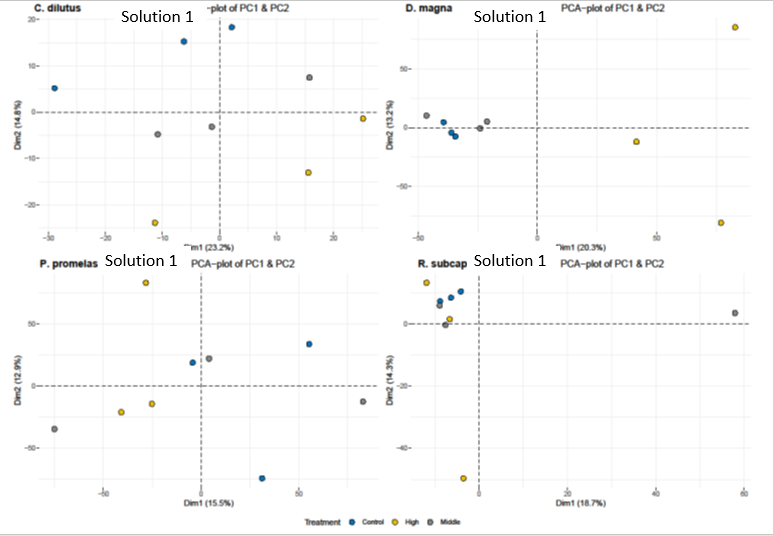 C. dilutus Solution 1 -plot of PC1 & PC2
20-
10-
0-
-10-
-20-
Dim2 (14.8%)
-30 -20 -10 0 10 20
Dim1 (23.2%)
D. magna Solution 1 PCA-plot of PC1 & PC2
50-
0-
-50-
Dim2 (13.2%)
-50 0 50
Dim1 (20.3%)
P. promelas Solution 1 PCA-plot of PC1 & PC2
50-
0-
-50-
Dim2 (12.9%)
-50 0 50
Dim1 (15.5%)
R. subcap Solution 1 PCA-plot of PC1 & PC2
0-
-20-
-40-
Dim2 (14.3%)
0 20 40 60
Dim1 (18.7%)
Treatment Control High Middle